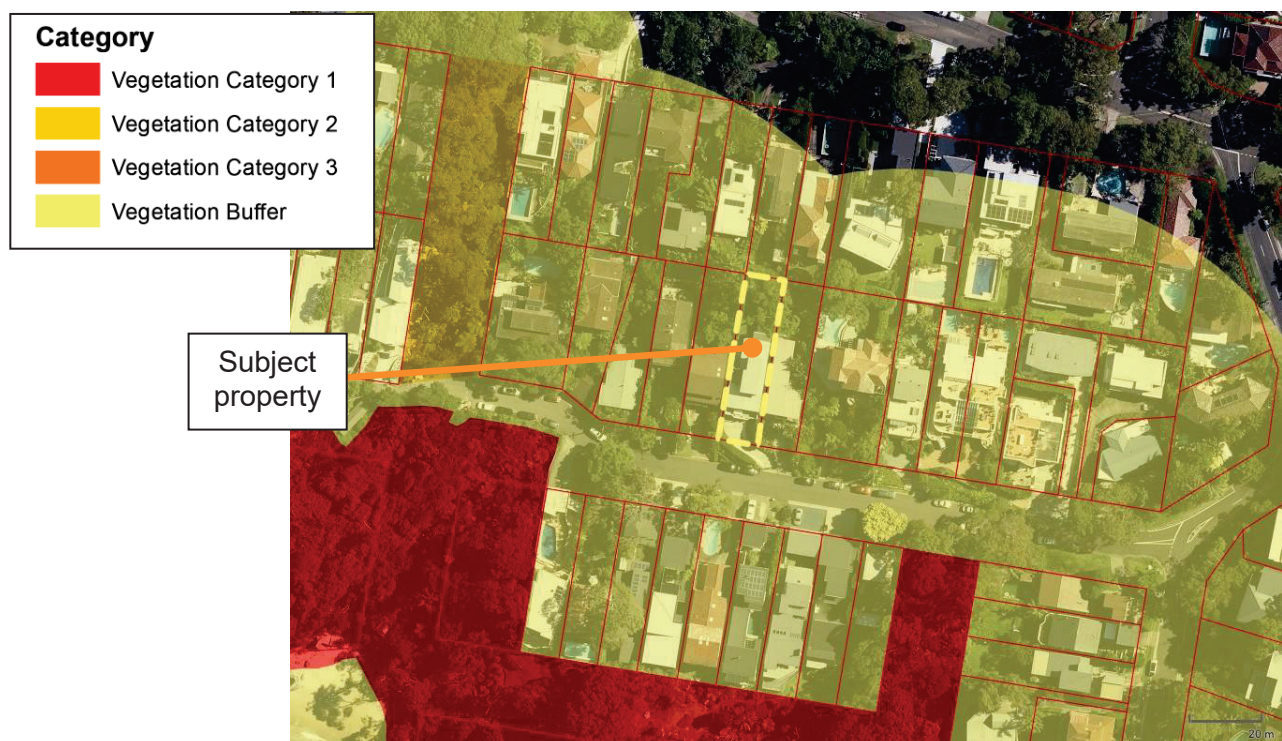 Category
Vegetation Category 1
Vegetation Category 2
Vegetation Category 3
Vegetation Buffer
Subject
property
20 m